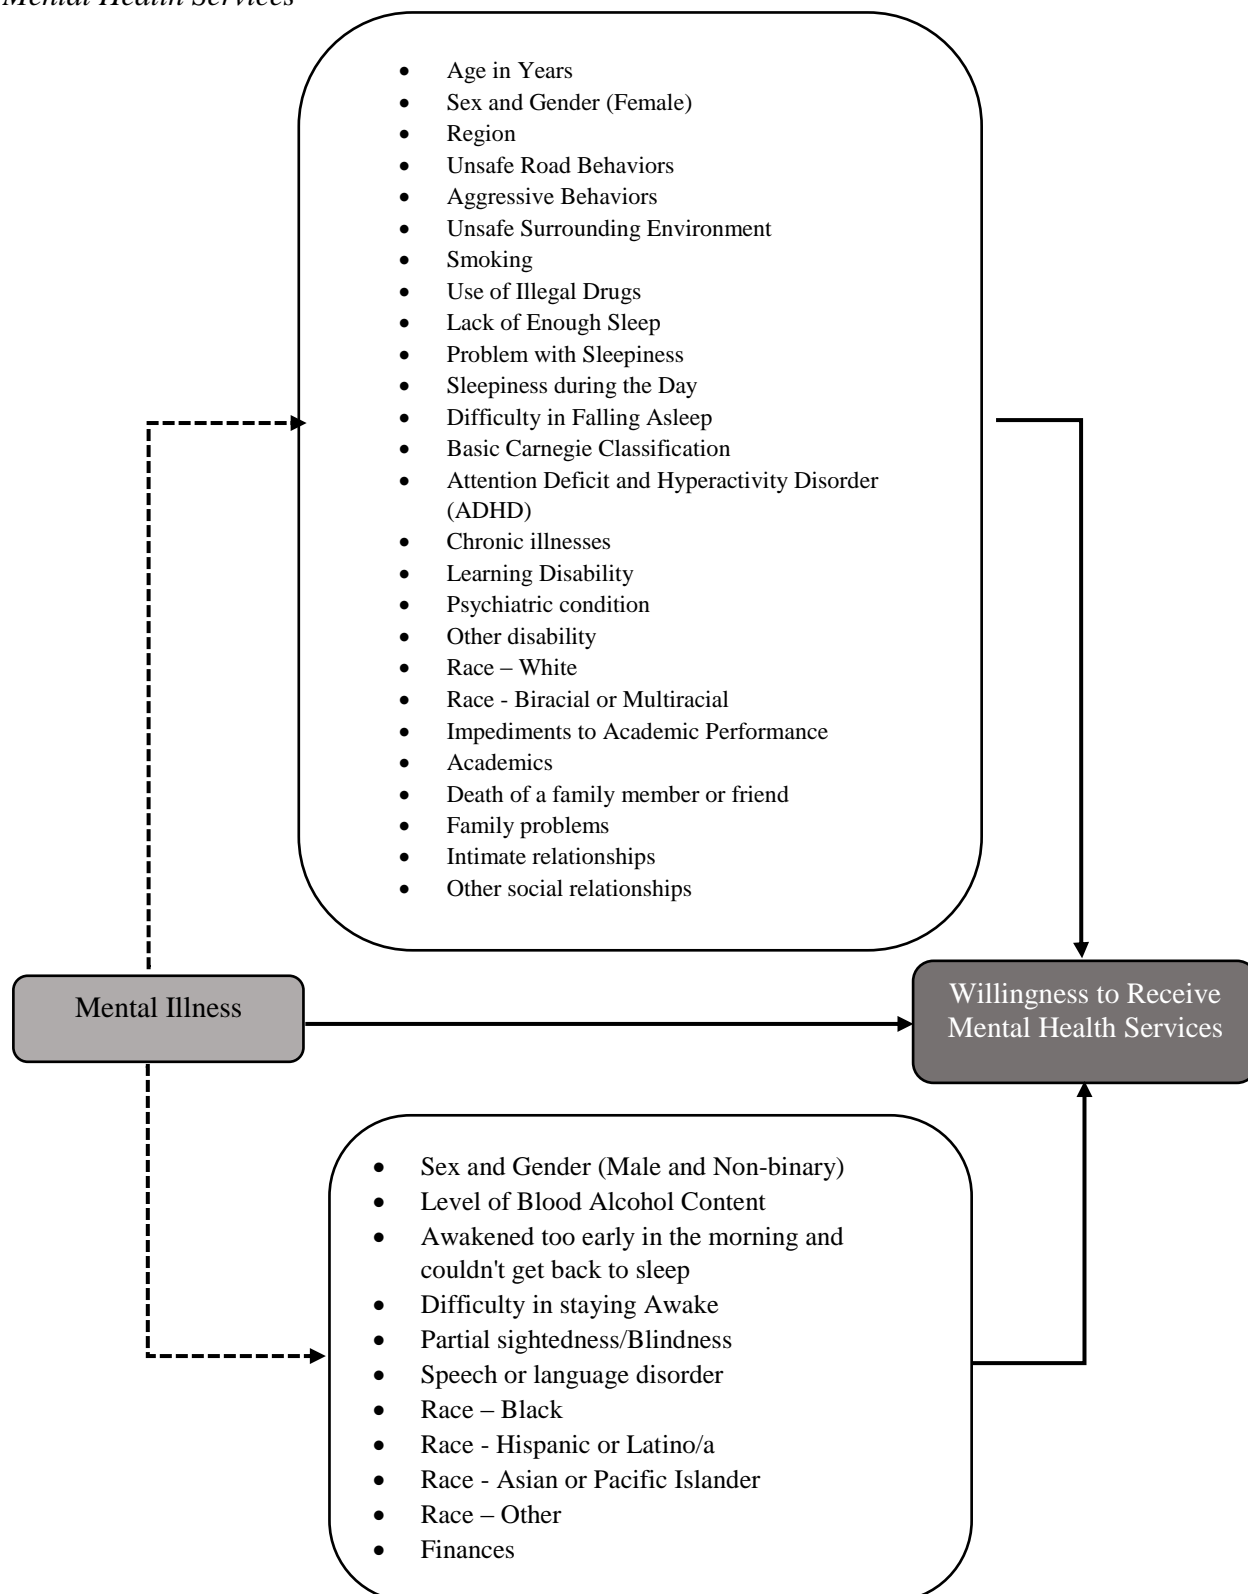 Mental Health Services
• Age in Years
• Sex and Gender (Female)
• Region
• Unsafe Road Behaviors
• Aggressive Behaviors
• Unsafe Surrounding Environment
• Smoking
• Use of Illegal Drugs
• Lack of Enough Sleep
• Problem with Sleepiness
• Sleepiness during the Day
• Difficulty in Falling Asleep
• Basic Carnegie Classification
• Attention Deficit and Hyperactivity Disorder
(ADHD)
• Chronic illnesses
• Learning Disability
• Psychiatric condition
• Other disability
• Race – White
• Race - Biracial or Multiracial
• Impediments to Academic Performance
• Academics
• Death of a family member or friend
• Family problems
• Intimate relationships
• Other social relationships
Mental Illness
Willingness to Receive
Mental Health Services
• Sex and Gender (Male and Non-binary)
• Level of Blood Alcohol Content
• Awakened too early in the morning and
couldn't get back to sleep
• Difficulty in staying Awake
• Partial sightedness/Blindness
• Speech or language disorder
• Race – Black
• Race - Hispanic or Latino/a
• Race - Asian or Pacific Islander
• Race – Other
• Finances